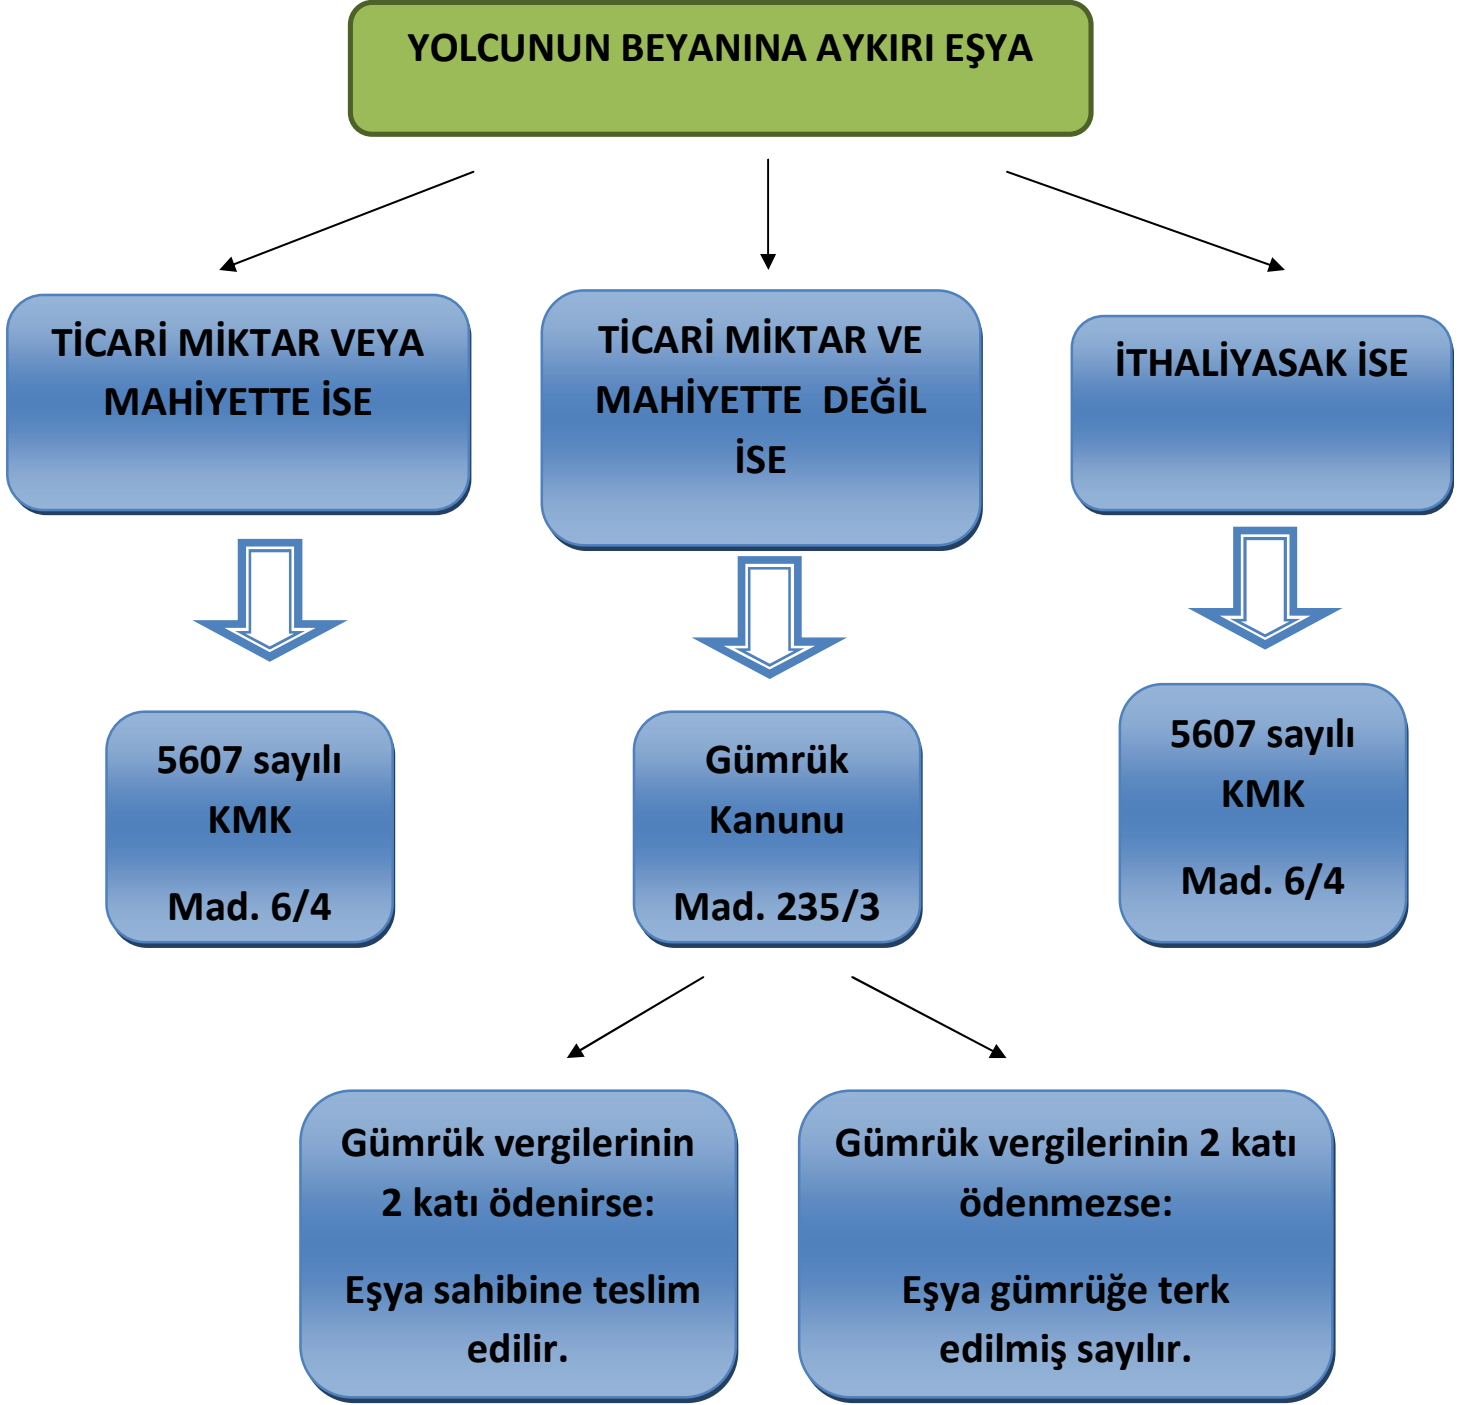 YOLCUNUN BEYANINA AYKIRI EŞYA
TİCARİ MİKTAR VEYA
MAHİYETTE İSE
TİCARİ MİKTAR VE
MAHİYETTE  DEĞİL
İSE
İTHALİYASAK İSE
5607 sayılı
KMK
Mad. 6/4
Gümrük
Kanunu
Mad. 235/3
5607 sayılı
KMK
Mad. 6/4
Gümrük vergilerinin
2 katı ödenirse:
Eşya sahibine teslim
edilir.
Gümrük vergilerinin 2 katı
ödenmezse:
Eşya gümrüğe terk
edilmiş sayılır.